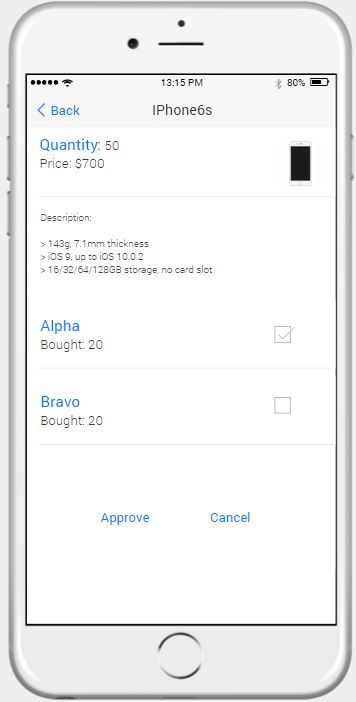 13:15 PM 80%
Back IPhone6s
Quantity: 50
Price: $700
Description:
> 143g, 7.1mm thickness
> iOS 9, up to iOS 10.0.2
> 16/32/64/128GB storage, no card slot
Alpha
Bought: 20
Bravo
Bought: 20
Approve Cancel